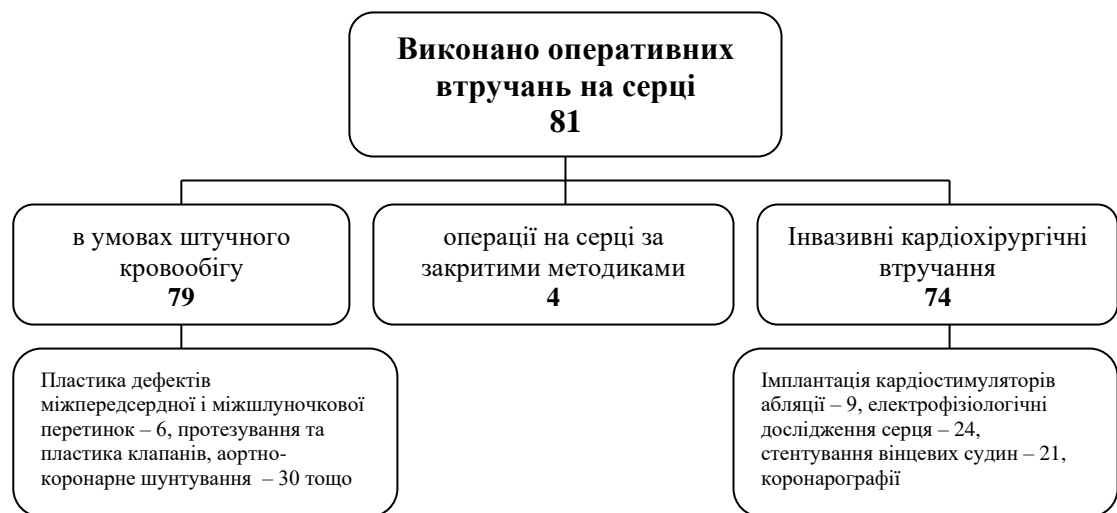 Виконано оперативних
втручань на серці
81
в умовах штучного
кровообігу
79
операції на серці за
закритими методиками
4
Інвазивні кардіохірургічні
втручання
74
Пластика дефектів
міжпередсердної і міжшлуночкової
перетинок – 6, протезування та
пластика клапанів, аортно-
коронарне шунтування – 30 тощо
Імплантація кардіостимуляторів
абляції – 9, електрофізіологічні
дослідження серця – 24,
стентування вінцевих судин – 21,
коронарографії